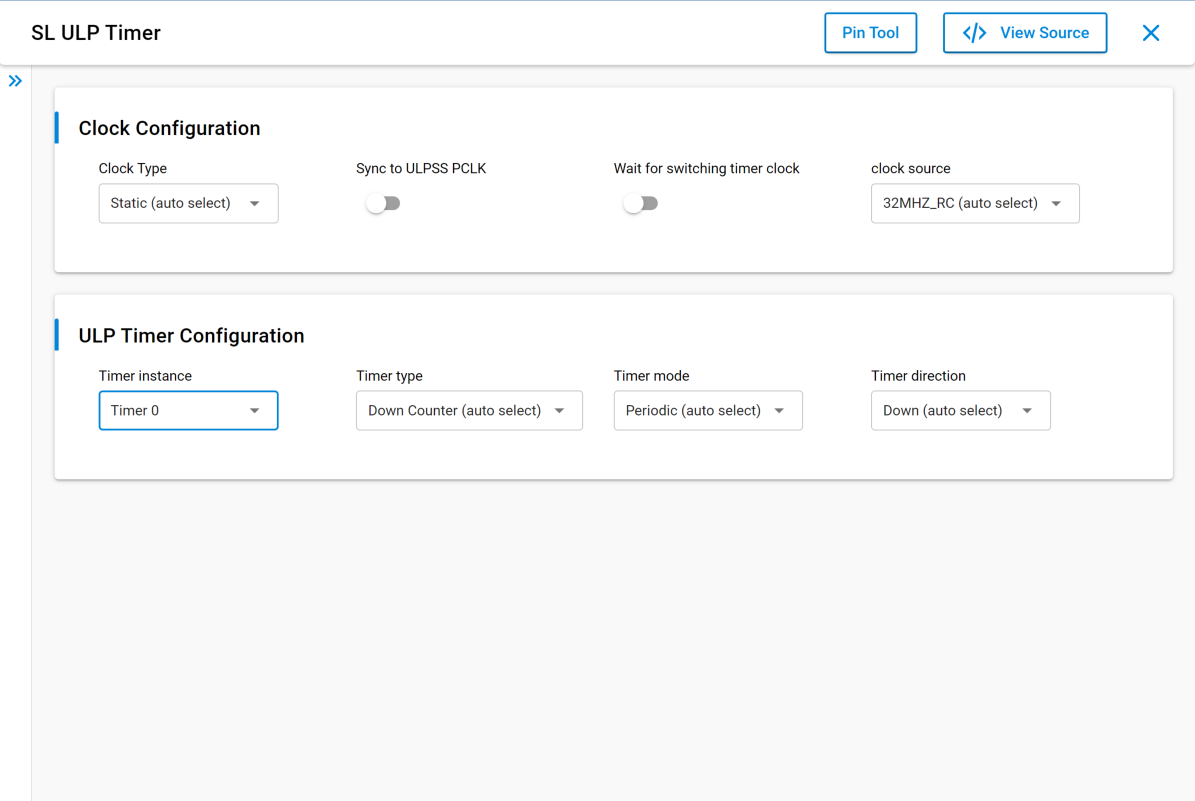 SL ULP Timer
Pin Tool
</> View Source
Clock Configuration
Clock Type
Sync to ULPSS PCLK
Wait for switching timer clock
clock source
Static (auto select)
32MHZ_RC (auto select)
ULP Timer Configuration
Timer instance
Timer type
Timer mode
Timer direction
Timer 0
Down Counter (auto select)
Periodic (auto select)
Down (auto select)